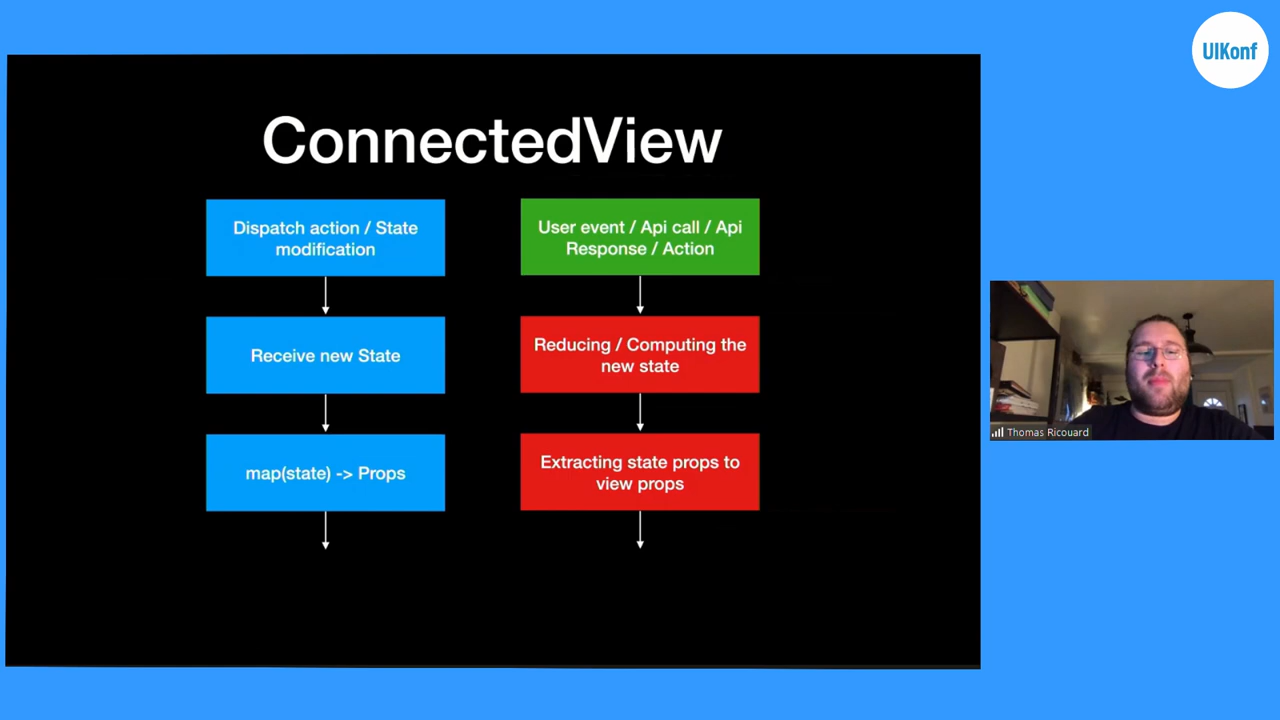 UIKonf
ConnectedView
Dispatch action / State
modification
User event / Api call / Api
Response / Action
Receive new State
Reducing / Computing the
new state
map(state) -> Props
Extracting state props to
view props
Thomas Ricouard